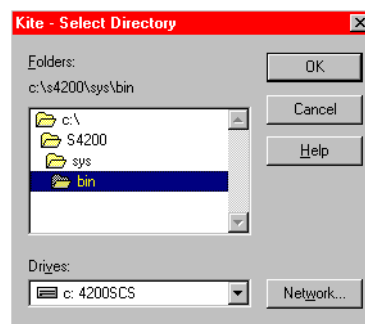 Kite - Select Directory
Folders:
OK
c:\s4200\sys\bin
Cancel
c:\
S4200
Help
sys
bin
Drives:
c: 4200SCS
Network...